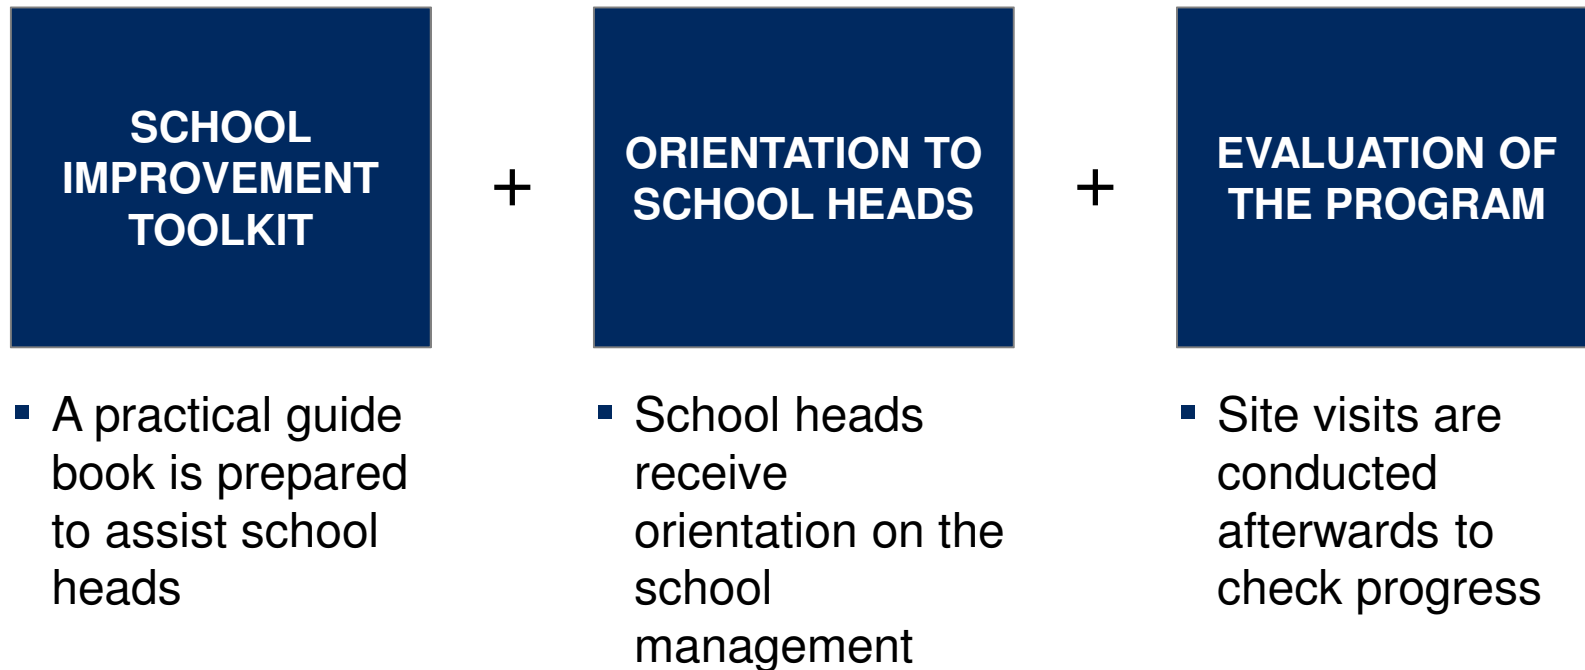 SCHOOL
IMPROVEMENT
TOOLKIT
+
ORIENTATION TO
SCHOOL HEADS
+
EVALUATION OF
THE PROGRAM
▪ A practical guide
book is prepared
to assist school
heads
▪ School heads
receive
orientation on the
school
management
▪ Site visits are
conducted
afterwards to
check progress